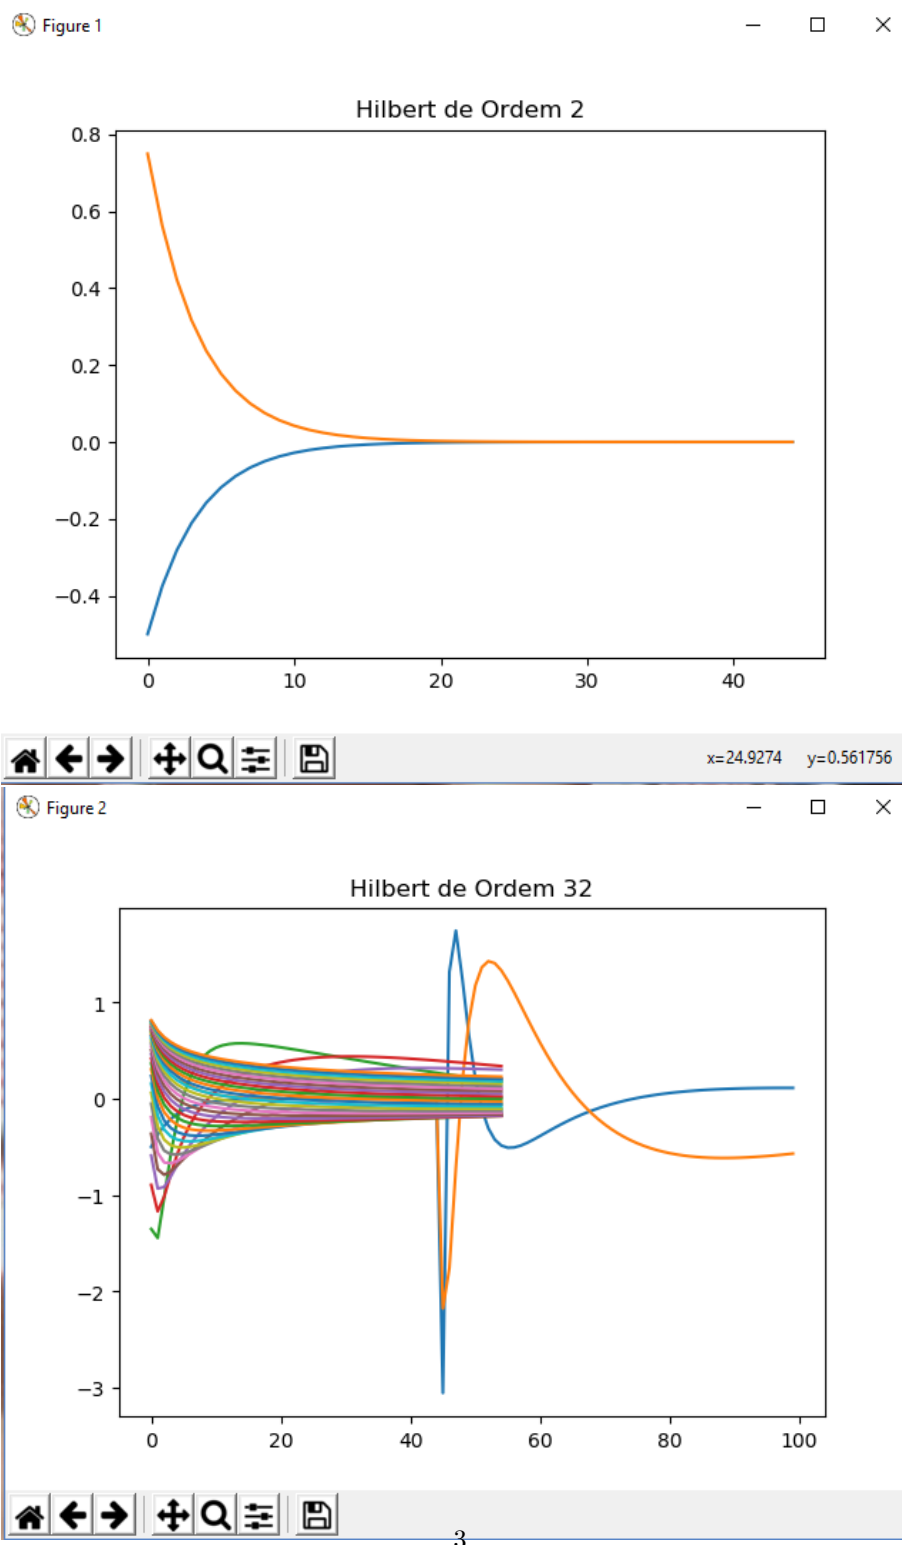 Figure 1
Hilbert de Ordem 2
0.8
0.6
0.4
0.2
0.0
−0.2
−0.4
0 10 20 30 40
x=24.9274 y=0.561756
Figure 2
Hilbert de Ordem 32
1
0
−1
−2
−3
0 20 40 60 80 100
3